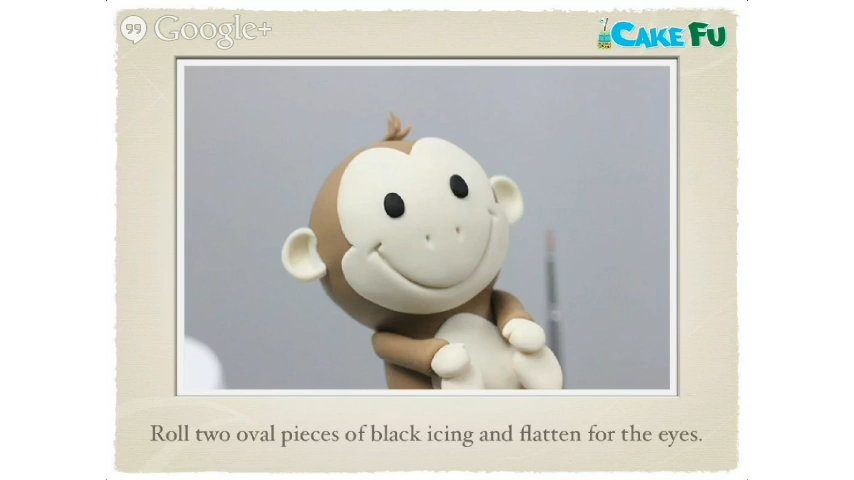 Google+
CAKE FU
Roll two oval pieces of black icing and flatten for the eyes.